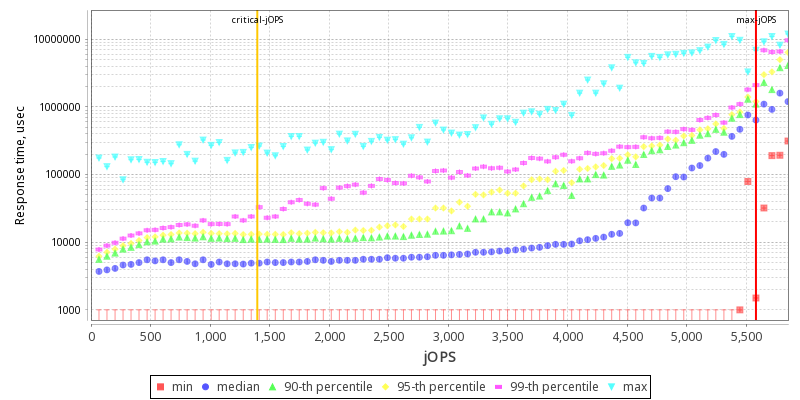 critical-jOPS max-jOPS
10000000
1000000
100000
10000
1000
Response time, usec
0 500 1,000 1,500 2,000 2,500 3,000 3,500 4,000 4,500 5,000 5,500
jOPS
min median 90-th percentile 95-th percentile 99-th percentile max